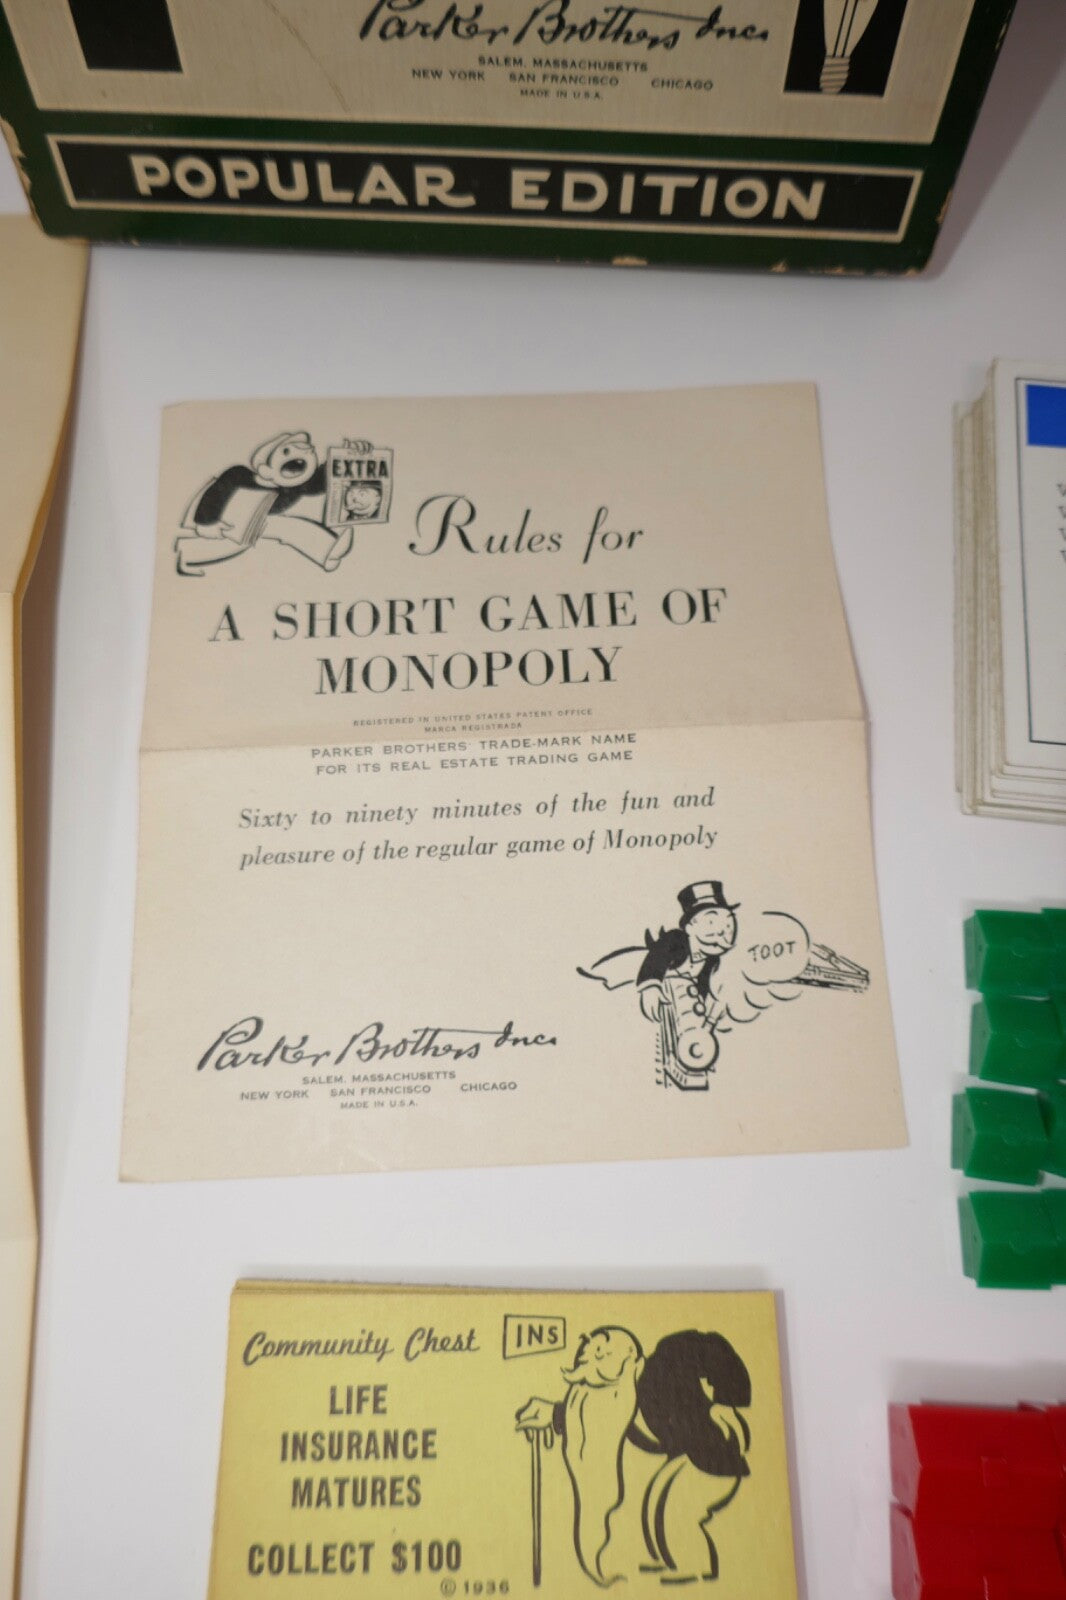 Parker Brothers Inc.
SALEM, MASSACHUSETTS
NEW YORK SAN FRANCISCO CHICAGO
MADE IN U.S.A.
POPULAR EDITION
EXTRA
Rules for
A SHORT GAME OF
MONOPOLY
REGISTERED IN UNITED STATES PATENT OFFICE
MARCA REGISTRADA
PARKER BROTHERS' TRADE-MARK NAME
FOR ITS REAL ESTATE TRADING GAME
Sixty to ninety minutes of the fun and
pleasure of the regular game of Monopoly
TOOT
C
Parker Brothers Inc.
SALEM, MASSACHUSETTS
NEW YORK SAN FRANCISCO CHICAGO
MADE IN U.S.A.
Community Chest
INS
LIFE
INSURANCE
MATURES
COLLECT $100
© 1936